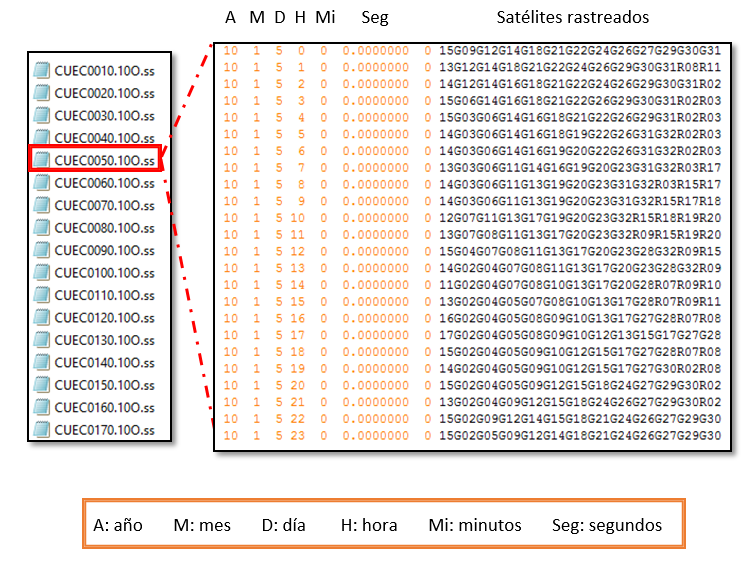 A M D H Mi Seg Satélites rastreados
CUEC0010.10O.ss
CUEC0020.10O.ss
CUEC0030.10O.ss
CUEC0040.10O.ss
CUEC0050.10O.ss
CUEC0060.10O.ss
CUEC0070.10O.ss
CUEC0080.10O.ss
CUEC0090.10O.ss
CUEC0100.10O.ss
CUEC0110.10O.ss
CUEC0120.10O.ss
CUEC0130.10O.ss
CUEC0140.10O.ss
CUEC0150.10O.ss
CUEC0160.10O.ss
CUEC0170.10O.ss
10 1 5 0 0 0.0000000 0 15G09G12G14G18G21G22G24G26G27G29G30G31
10 1 5 1 0 0.0000000 0 13G12G14G18G21G22G24G26G29G30G31R08R11
10 1 5 2 0 0.0000000 0 14G12G14G16G18G21G22G24G26G29G30G31R02
10 1 5 3 0 0.0000000 0 15G06G14G16G18G21G22G26G29G30G31R02R03
10 1 5 4 0 0.0000000 0 15G03G06G14G16G18G21G22G26G29G31R02R03
10 1 5 5 0 0.0000000 0 14G03G06G14G16G18G19G22G26G31G32R02R03
10 1 5 6 0 0.0000000 0 14G03G06G14G16G19G20G22G26G31G32R02R03
10 1 5 7 0 0.0000000 0 13G03G06G11G14G16G19G20G23G31G32R03R17
10 1 5 8 0 0.0000000 0 14G03G06G11G13G19G20G23G31G32R03R15R17
10 1 5 9 0 0.0000000 0 14G03G06G11G13G19G20G23G31G32R15R17R18
10 1 5 10 0 0.0000000 0 12G07G11G13G17G19G20G23G32R15R18R19R20
10 1 5 11 0 0.0000000 0 13G07G08G11G13G17G20G23G32R09R15R19R20
10 1 5 12 0 0.0000000 0 15G04G07G08G11G13G17G20G23G28G32R09R15
10 1 5 13 0 0.0000000 0 14G02G04G07G08G11G13G17G20G23G28G32R09
10 1 5 14 0 0.0000000 0 11G02G04G07G08G10G13G17G20G28R07R09R10
10 1 5 15 0 0.0000000 0 13G02G04G05G07G08G10G13G17G28R07R09R11
10 1 5 16 0 0.0000000 0 16G02G04G05G08G09G10G13G17G27G28R07R08
10 1 5 17 0 0.0000000 0 17G02G04G05G08G09G10G12G13G15G17G27G28
10 1 5 18 0 0.0000000 0 15G02G04G05G09G10G12G15G17G27G28R07R08
10 1 5 19 0 0.0000000 0 14G02G04G05G09G10G12G15G17G27G30R02R08
10 1 5 20 0 0.0000000 0 15G02G04G05G09G12G15G18G24G27G29G30R02
10 1 5 21 0 0.0000000 0 13G02G04G09G12G15G18G24G26G27G29G30R02
10 1 5 22 0 0.0000000 0 15G02G09G12G14G15G18G21G24G26G27G29G30
10 1 5 23 0 0.0000000 0 15G02G05G09G12G14G18G21G24G26G27G29G30
A: año M: mes D: día H: hora Mi: minutos Seg: segundos